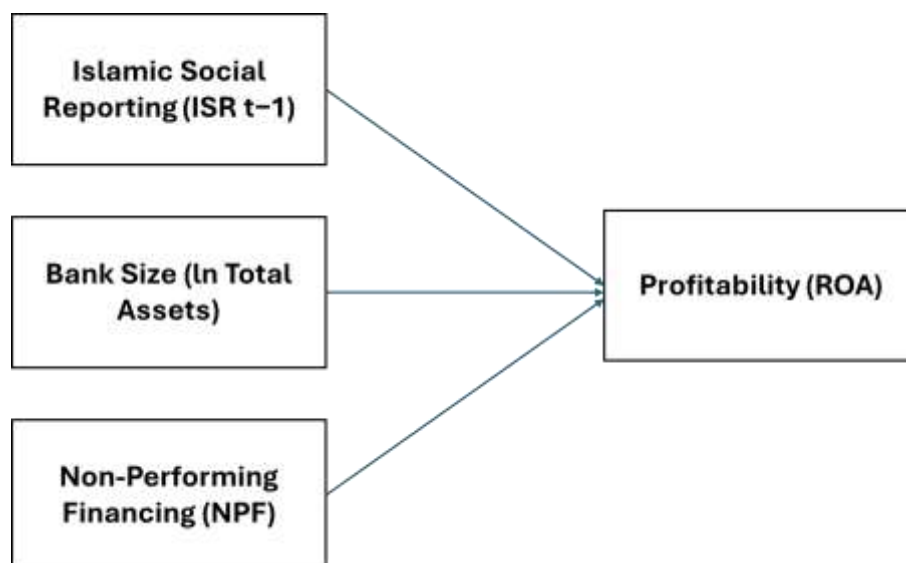 Islamic Social
Reporting (ISR t−1)
Bank Size (ln Total
Assets)
Profitability (ROA)
Non-Performing
Financing (NPF)